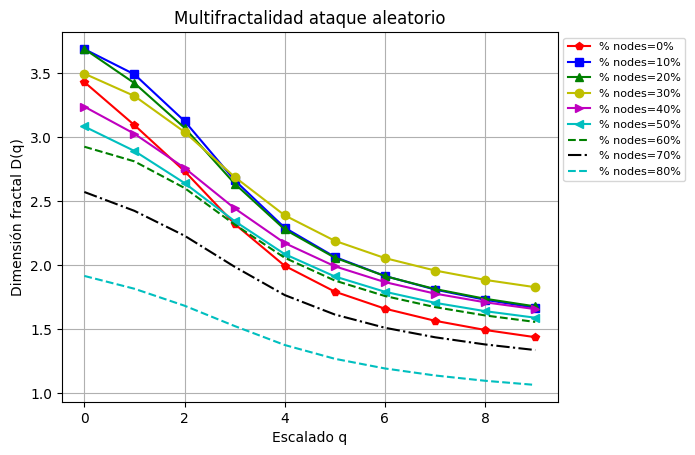 Multifractalidad ataque aleatorio
Dimensión fractal D(q)
3.5
3.0
2.5
2.0
1.5
1.0
0 2 4 6 8
Escalado q
% nodes=0%
% nodes=10%
% nodes=20%
% nodes=30%
% nodes=40%
% nodes=50%
% nodes=60%
% nodes=70%
% nodes=80%